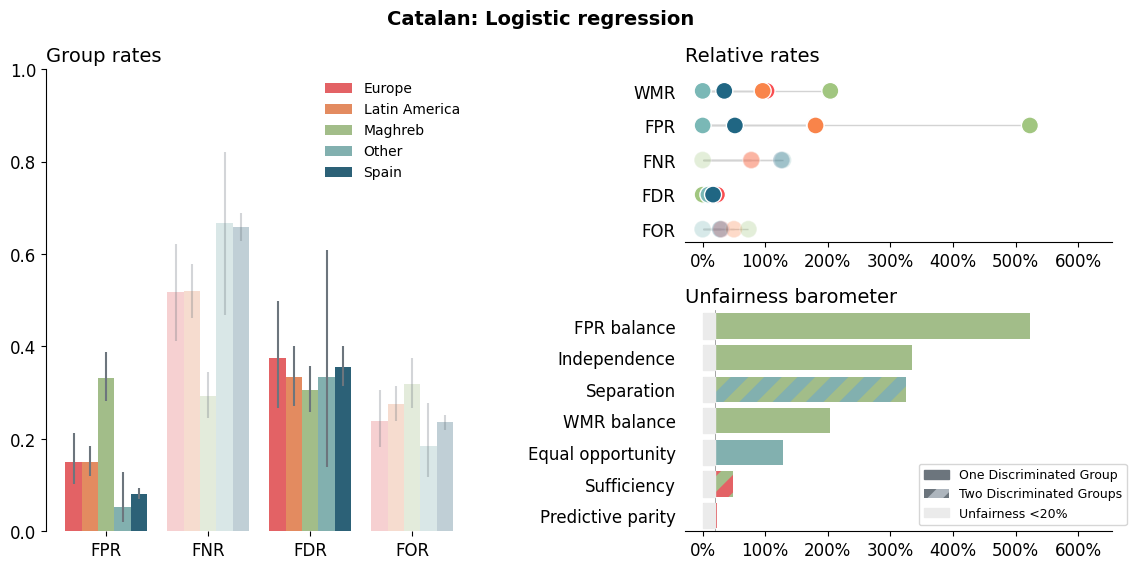 Catalan: Logistic regression
Group rates
1.0
0.8
0.6
0.4
0.2
0.0
FPR
FNR
FDR
FOR
Europe
Latin America
Maghreb
Other
Spain
Relative rates
WMR
FPR
FNR
FDR
FOR
0%
100%
200%
300%
400%
500%
600%
Unfairness barometer
FPR balance
Independence
Separation
WMR balance
Equal opportunity
Sufficiency
Predictive parity
One Discriminated Group
Two Discriminated Groups
Unfairness <20%
0%
100%
200%
300%
400%
500%
600%